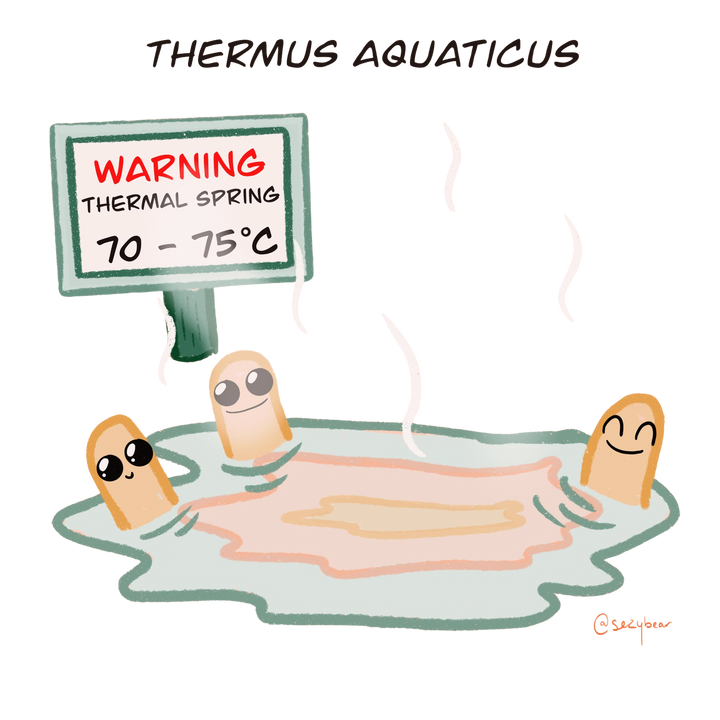 THERMUS AQUATICUS
WARNING
THERMAL SPRING
70 - 75°C
@sezybear